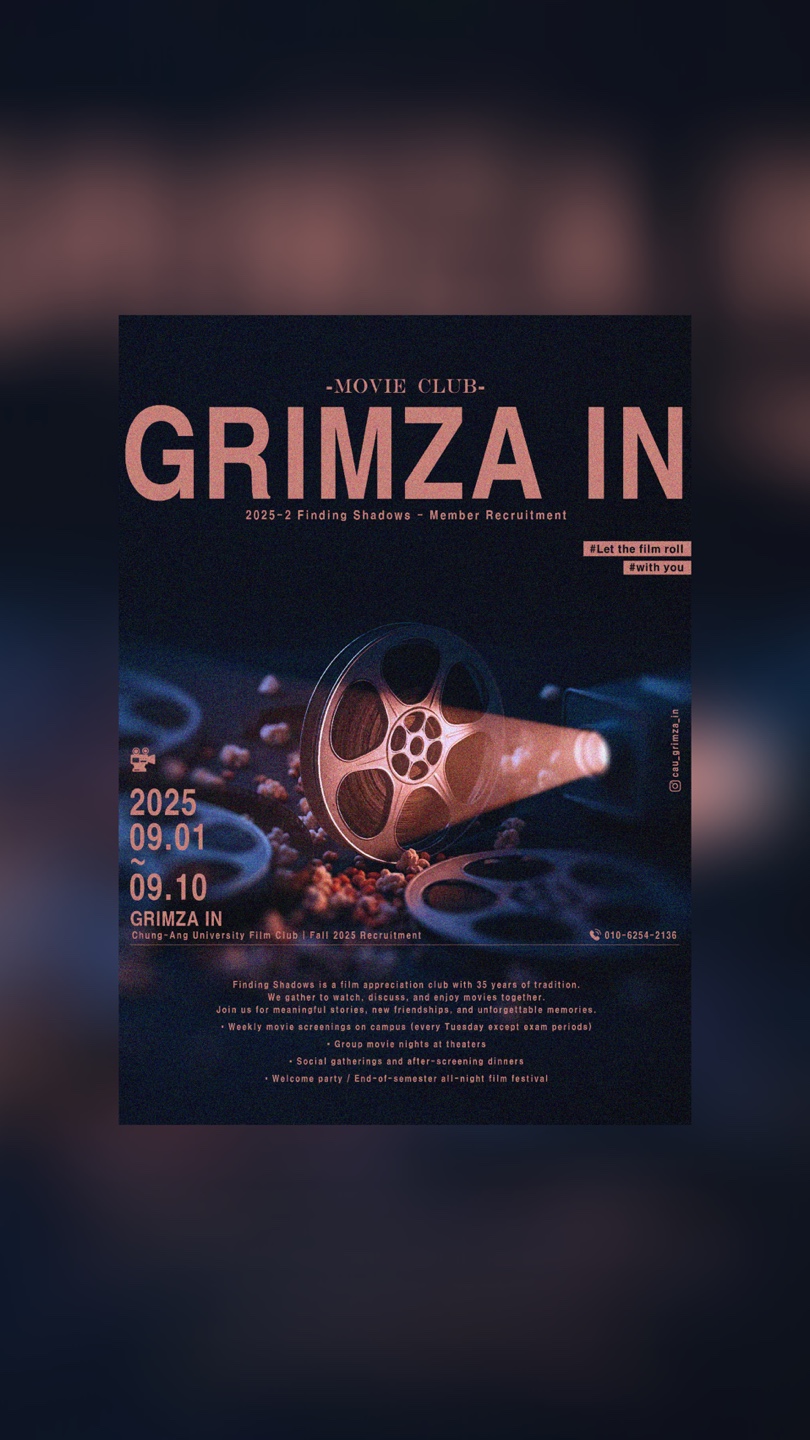 -MOVIE CLUB-
GRIMZA IN
2025-2 Finding Shadows - Member Recruitment
#Let the film roll
#with you
cau_grimza_in
2025
09.01
~
09.10
GRIMZA IN
Chung-Ang University Film Club | Fall 2025 Recruitment
010-6254-2136
Finding Shadows is a film appreciation club with 35 years of tradition.
We gather to watch, discuss, and enjoy movies together.
Join us for meaningful stories, new friendships, and unforgettable memories.
• Weekly movie screenings on campus (every Tuesday except exam periods)
• Group movie nights at theaters
• Social gatherings and after-screening dinners
• Welcome party / End-of-semester all-night film festival